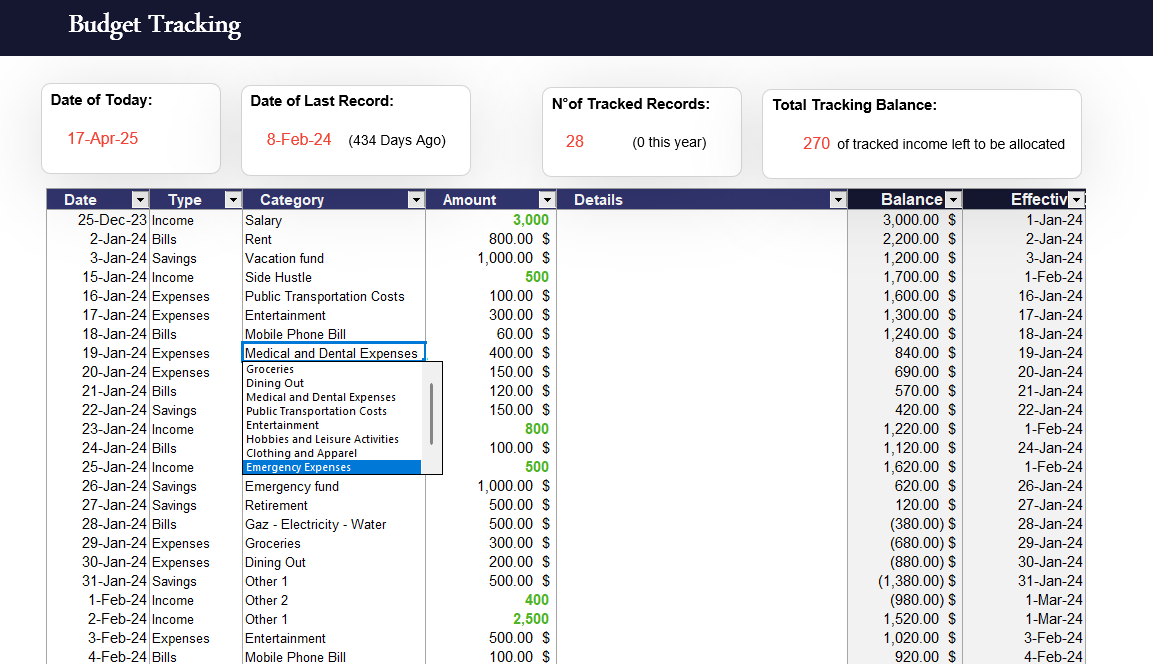 Budget Tracking
Date of Today:
17-Apr-25
Date of Last Record:
8-Feb-24 (434 Days Ago)
N°of Tracked Records:
28 (0 this year)
Total Tracking Balance:
270 of tracked income left to be allocated
Date Type Category Amount Details Balance Effectiv
25-Dec-23 Income Salary 3,000 3,000.00 $ 1-Jan-24
2-Jan-24 Bills Rent 800.00 $ 2,200.00 $ 2-Jan-24
3-Jan-24 Savings Vacation fund 1,000.00 $ 1,200.00 $ 3-Jan-24
15-Jan-24 Income Side Hustle 500 1,700.00 $ 1-Feb-24
16-Jan-24 Expenses Public Transportation Costs 100.00 $ 1,600.00 $ 16-Jan-24
17-Jan-24 Expenses Entertainment 300.00 $ 1,300.00 $ 17-Jan-24
18-Jan-24 Bills Mobile Phone Bill 60.00 $ 1,240.00 $ 18-Jan-24
19-Jan-24 Expenses Medical and Dental Expenses 400.00 $ 840.00 $ 19-Jan-24
20-Jan-24 Expenses 150.00 $ 690.00 $ 20-Jan-24
21-Jan-24 Bills 120.00 $ 570.00 $ 21-Jan-24
22-Jan-24 Savings 150.00 $ 420.00 $ 22-Jan-24
23-Jan-24 Income 800 1,220.00 $ 1-Feb-24
24-Jan-24 Bills 100.00 $ 1,120.00 $ 24-Jan-24
25-Jan-24 Income 500 1,620.00 $ 1-Feb-24
Groceries
Dining Out
Medical and Dental Expenses
Public Transportation Costs
Entertainment
Hobbies and Leisure Activities
Clothing and Apparel
Emergency Expenses
26-Jan-24 Savings Emergency fund 1,000.00 $ 620.00 $ 26-Jan-24
27-Jan-24 Savings Retirement 500.00 $ 120.00 $ 27-Jan-24
28-Jan-24 Bills Gaz - Electricity - Water 500.00 $ (380.00) $ 28-Jan-24
29-Jan-24 Expenses Groceries 300.00 $ (680.00) $ 29-Jan-24
30-Jan-24 Expenses Dining Out 200.00 $ (880.00) $ 30-Jan-24
31-Jan-24 Savings Other 1 500.00 $ (1,380.00) $ 31-Jan-24
1-Feb-24 Income Other 2 400 (980.00) $ 1-Mar-24
2-Feb-24 Income Other 1 2,500 1,520.00 $ 1-Mar-24
3-Feb-24 Expenses Entertainment 500.00 $ 1,020.00 $ 3-Feb-24
4-Feb-24 Bills Mobile Phone Bill 100.00 $ 920.00 $ 4-Feb-24